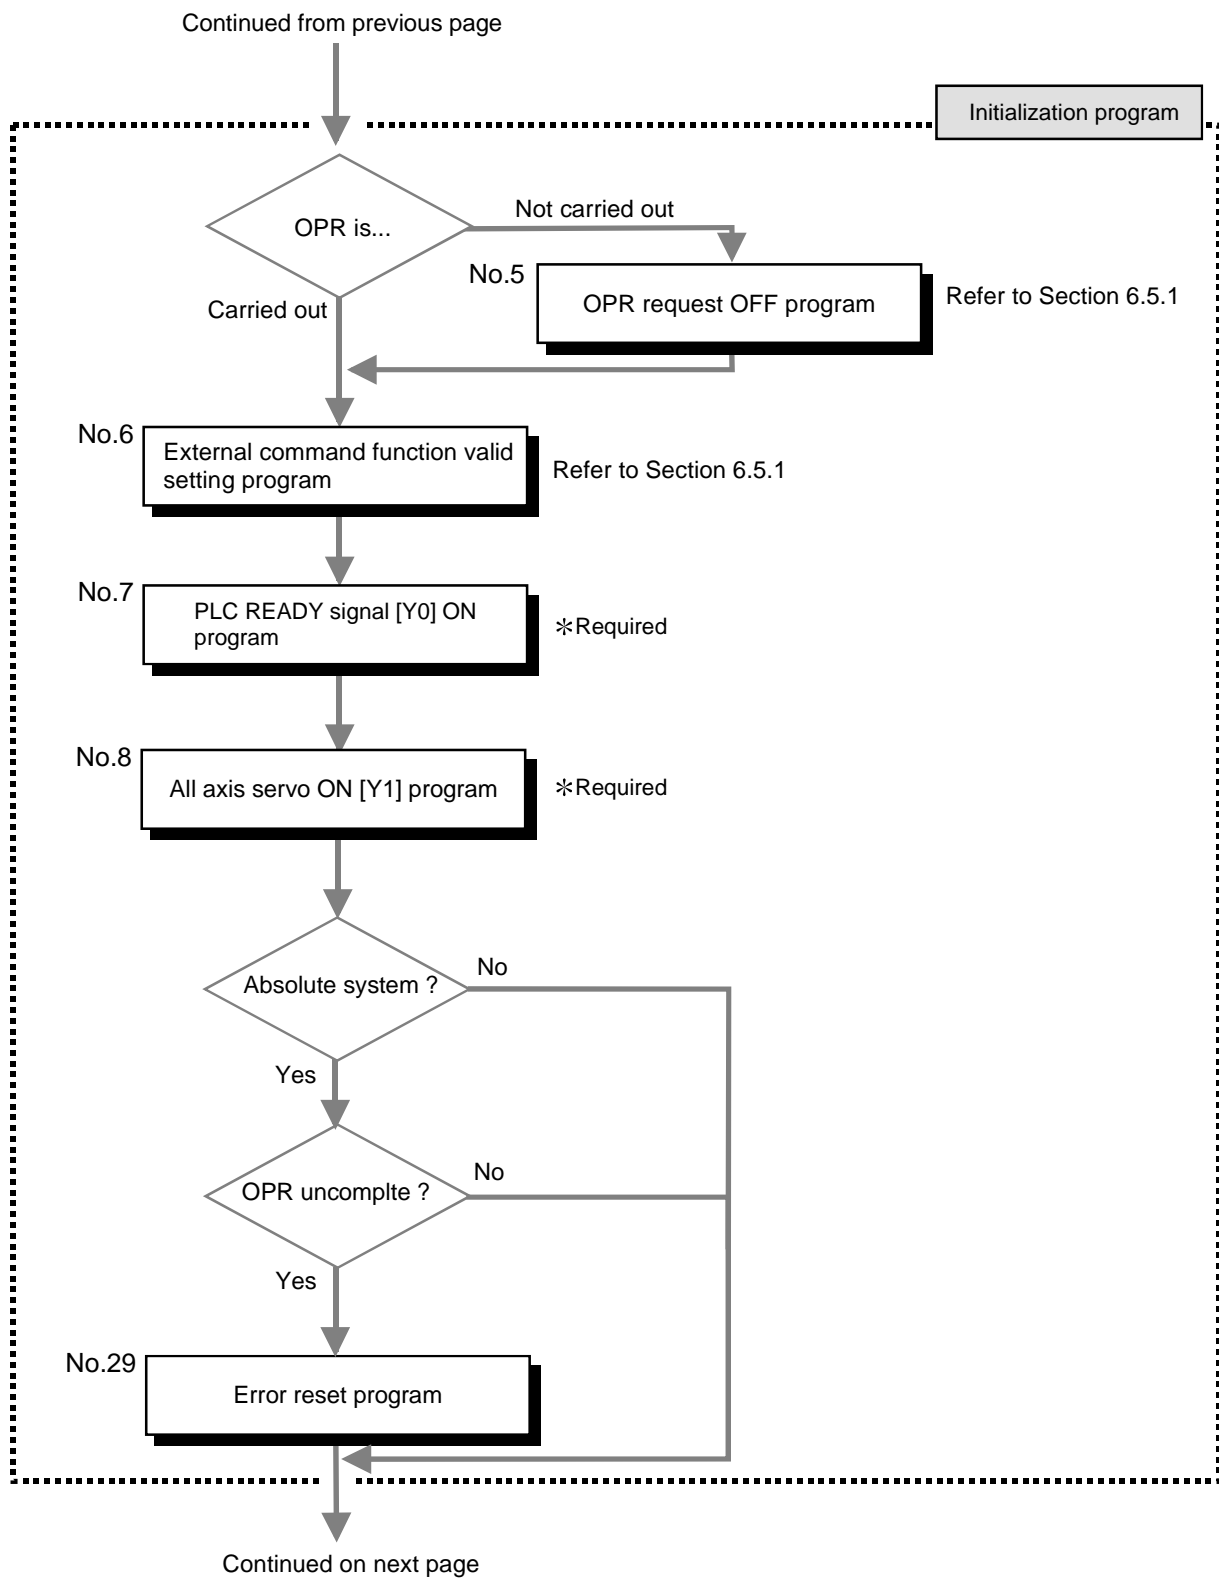 Continued from previous page
Initialization program
OPR is...
Not carried out
No.5
OPR request OFF program
Refer to Section 6.5.1
Carried out
No.6
External command function valid
setting program
Refer to Section 6.5.1
No.7
PLC READY signal [Y0] ON
program
＊Required
No.8
All axis servo ON [Y1] program
＊Required
Absolute system ?
No
Yes
OPR uncomplte ?
No
Yes
No.29
Error reset program
Continued on next page